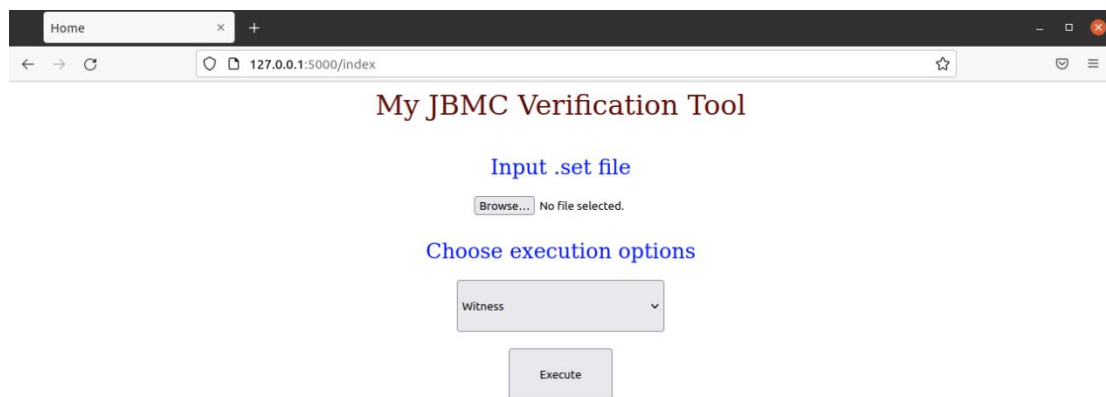 Home
127.0.0.1:5000/index
My JBMC Verification Tool
Input .set file
Browse... No file selected.
Choose execution options
Witness
Execute